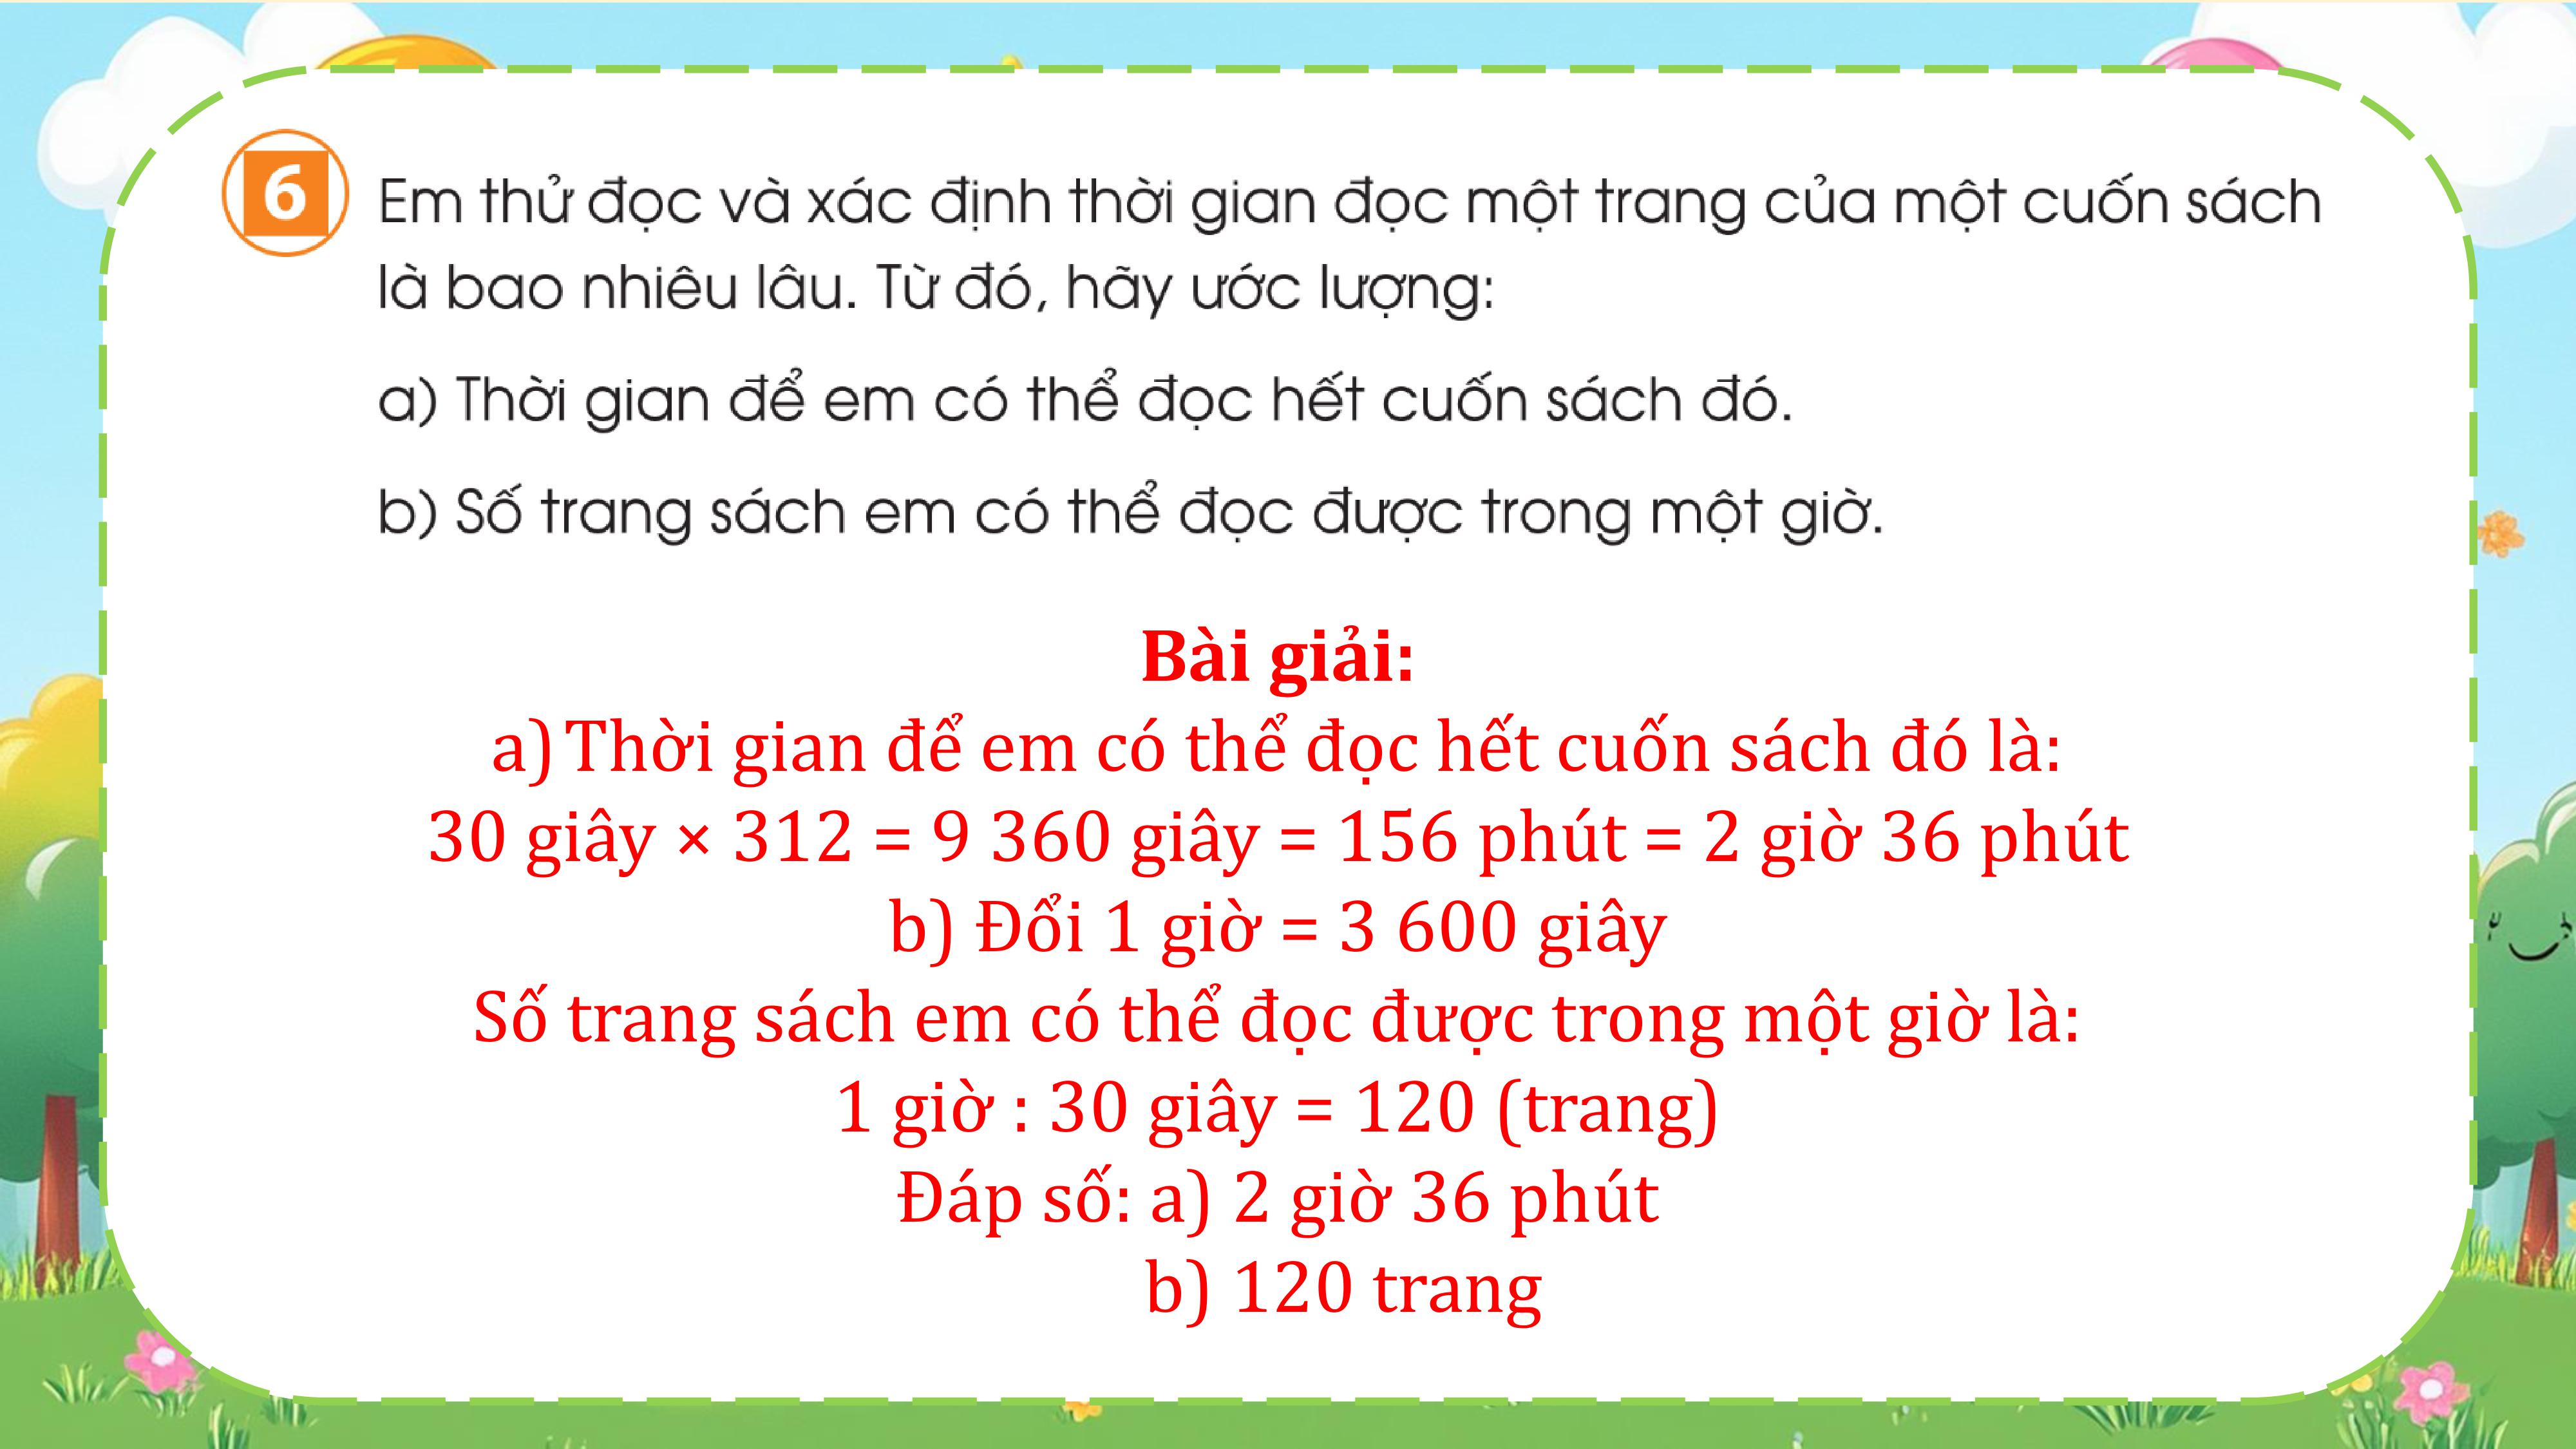 6
Em thử đọc và xác định thời gian đọc một trang của một cuốn sách
là bao nhiêu lâu. Từ đó, hãy ước lượng:
a) Thời gian để em có thể đọc hết cuốn sách đó.
b) Số trang sách em có thể đọc được trong một giờ.
Bài giải:
a) Thời gian để em có thể đọc hết cuốn sách đó là:
30 giây × 312 = 9 360 giây = 156 phút = 2 giờ 36 phút
b) Đổi 1 giờ = 3 600 giây
Số trang sách em có thể đọc được trong một giờ là:
1 giờ : 30 giây = 120 (trang)
Đáp số: a) 2 giờ 36 phút
b) 120 trang